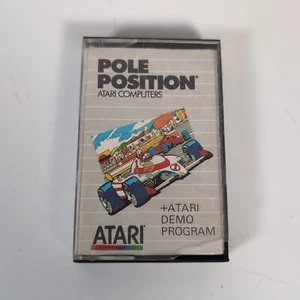 POLE
POSITION
ATARI COMPUTERS
+ATARI
DEMO
PROGRAM
ATARI